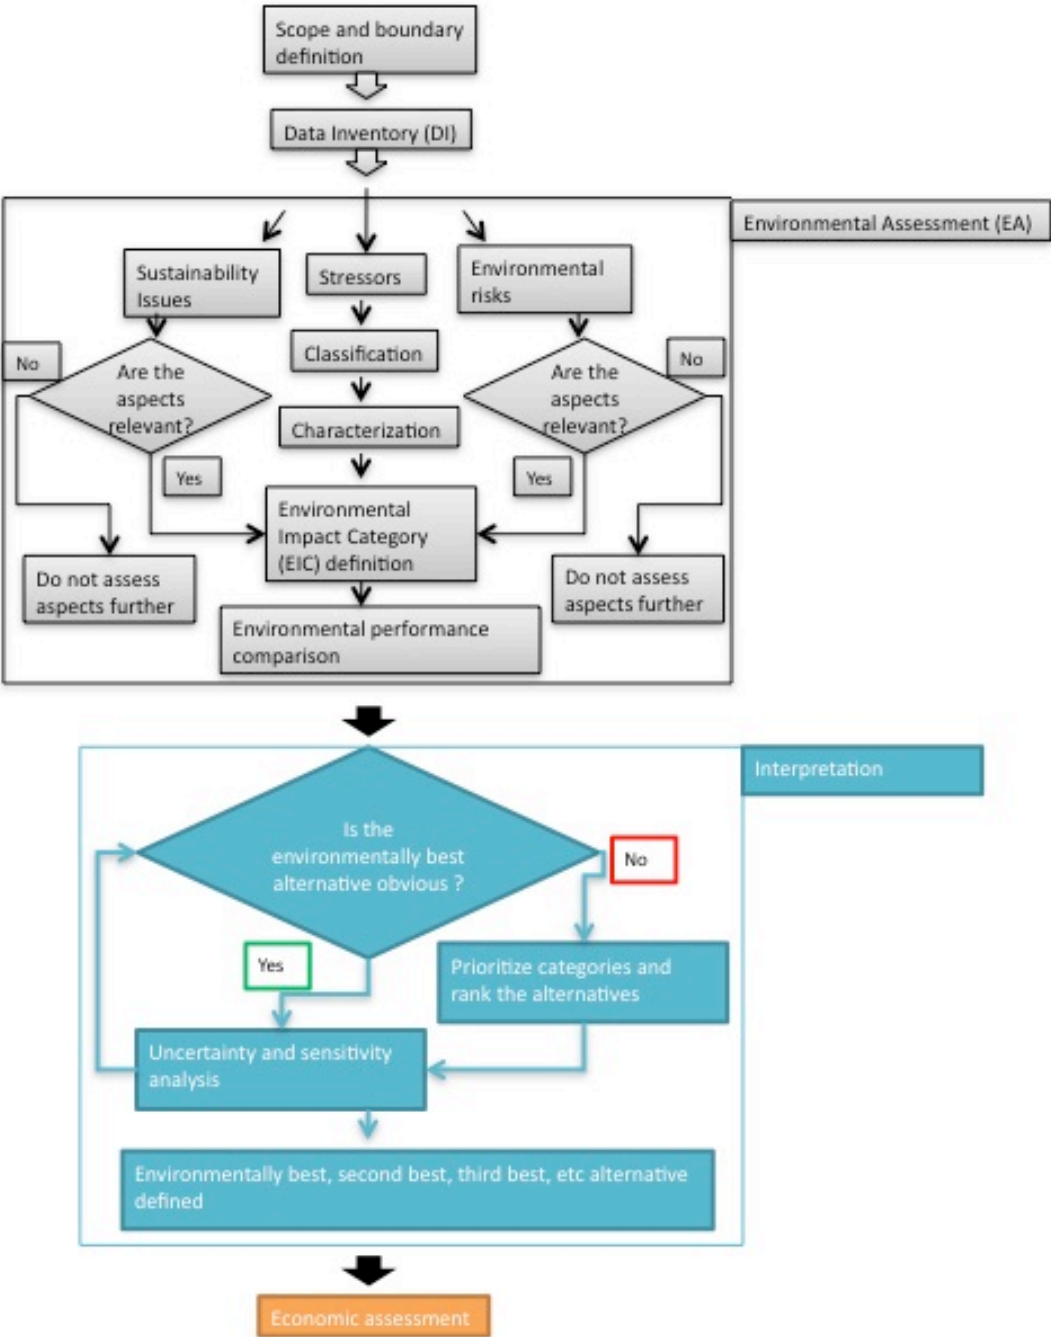 Scope and boundary
definition
Data Inventory (DI)
Environmental Assessment (EA)
Sustainability
Issues
Stressors
Environmental
risks
Classification
No
Are the
aspects
relevant?
Characterization
No
Are the
aspects
relevant?
Yes
Yes
Environmental
Impact Category
(EIC) definition
Do not assess
aspects further
Do not assess
aspects further
Environmental performance
comparison
Interpretation
Is the
environmentally best
alternative obvious ?
No
Yes
Prioritize categories and
rank the alternatives
Uncertainty and sensitivity
analysis
Environmentally best, second best, third best, etc alternative
defined
Economic assessment